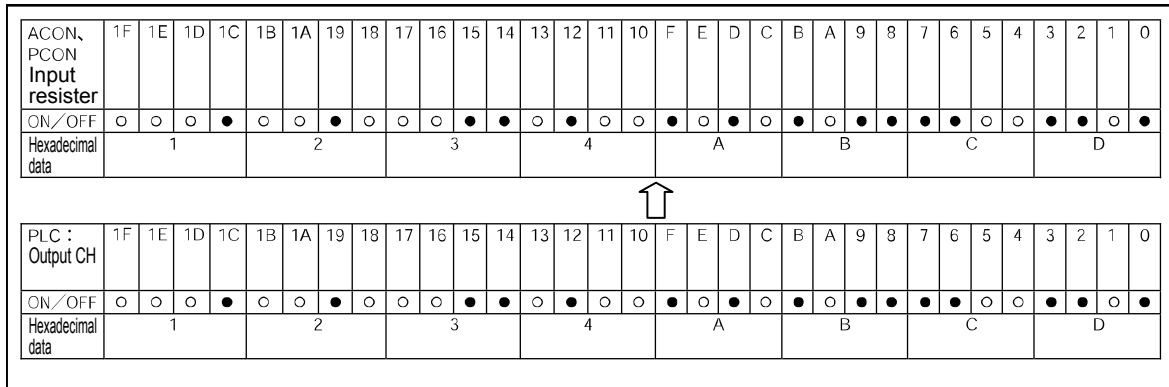 ACON、 1F 1E 1D 1C 1B 1A 19 18 17 16 15 14 13 12 11 10 F E D C B A 9 8 7 6 5 4 3 2 1 0
PCON
Input
resister
ON／OFF ○ ○ ○ ● ○ ○ ● ○ ○ ○ ● ● ○ ● ○ ○ ● ○ ● ○ ● ○ ● ● ● ● ○ ○ ● ● ○ ●
Hexadecimal 1 2 3 4 A B C D
data
PLC： 1F 1E 1D 1C 1B 1A 19 18 17 16 15 14 13 12 11 10 F E D C B A 9 8 7 6 5 4 3 2 1 0
Output CH
ON／OFF ○ ○ ○ ● ○ ○ ● ○ ○ ○ ● ● ○ ● ○ ○ ● ○ ● ○ ● ○ ● ● ● ● ○ ○ ● ● ○ ●
Hexadecimal 1 2 3 4 A B C D
data